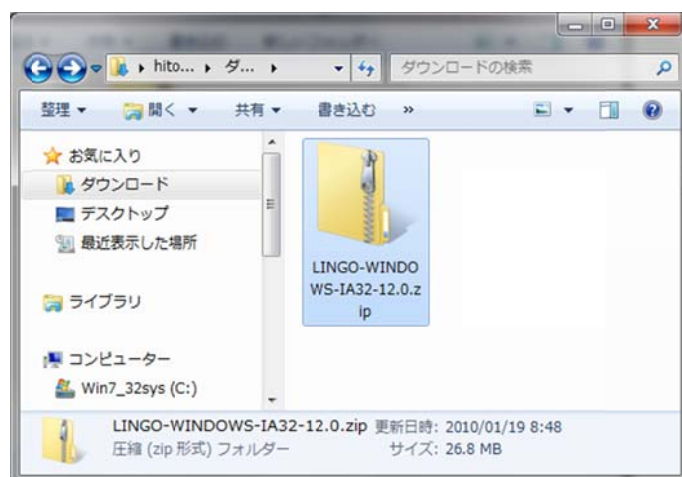 hito... ダ... ダウンロードの検索
整理 開く 共有 書き込む »
お気に入り
ダウンロード
デスクトップ
最近表示した場所
ライブラリ
コンピューター
Win7_32sys (C:)
LINGO-WINDO
WS-IA32-12.0.z
ip
LINGO-WINDOWS-IA32-12.0.zip 更新日時: 2010/01/19 8:48
圧縮 (zip 形式) フォルダー サイズ: 26.8 MB